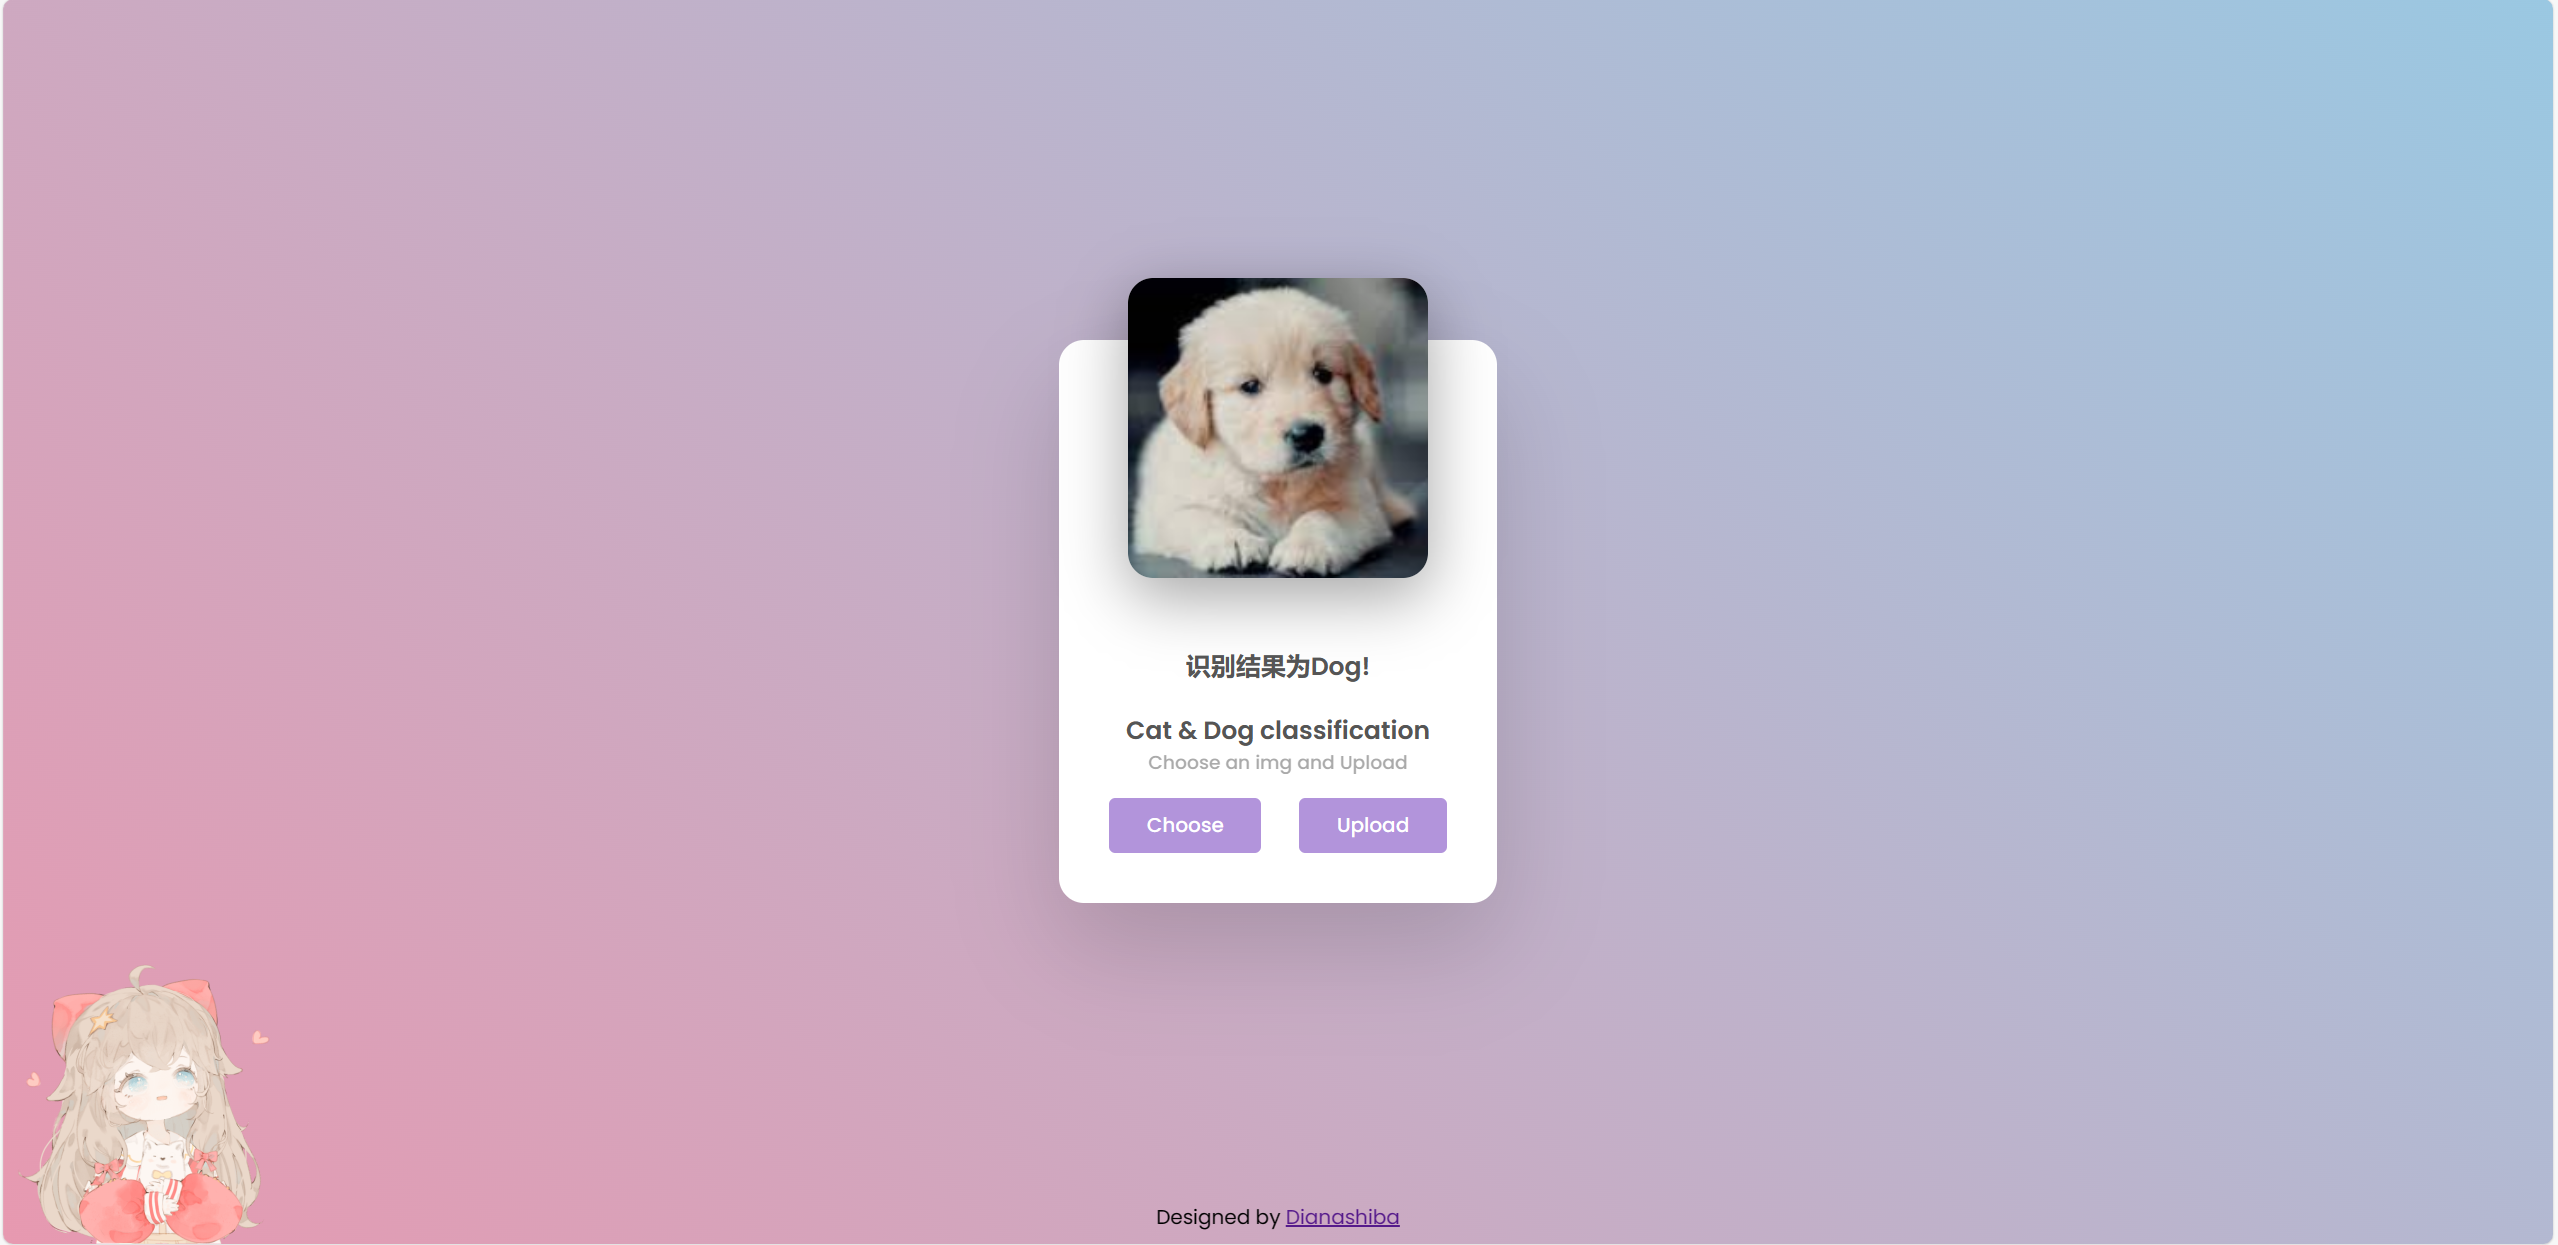 识别结果为Dog!
Cat & Dog classification
Choose an img and Upload
Choose
Upload
Designed by Dianashiba